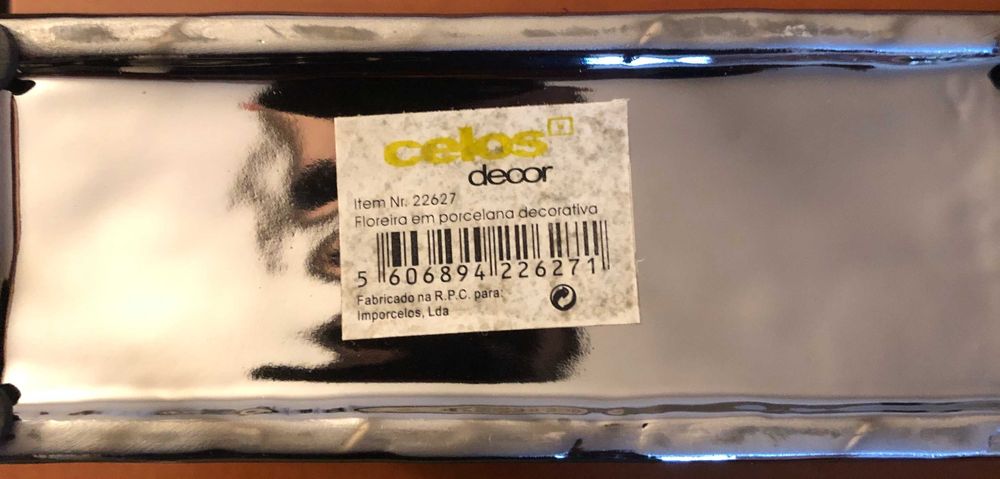 celos
decor
Item Nr. 22627
Floreira em porcelana decorativa
5 606894 226271
Fabricado na R.P.C. para:
Imporcelos, Lda